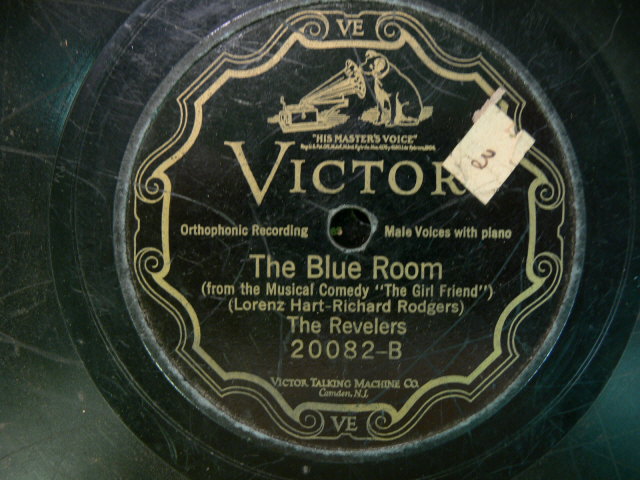 VE
"HIS MASTER'S VOICE"
VICTOR
Orthophonic Recording
Male Voices with piano
The Blue Room
(from the Musical Comedy "The Girl Friend")
(Lorenz Hart-Richard Rodgers)
The Revelers
20082-B
VICTOR TALKING MACHINE CO.
Camden, N.J.
VE